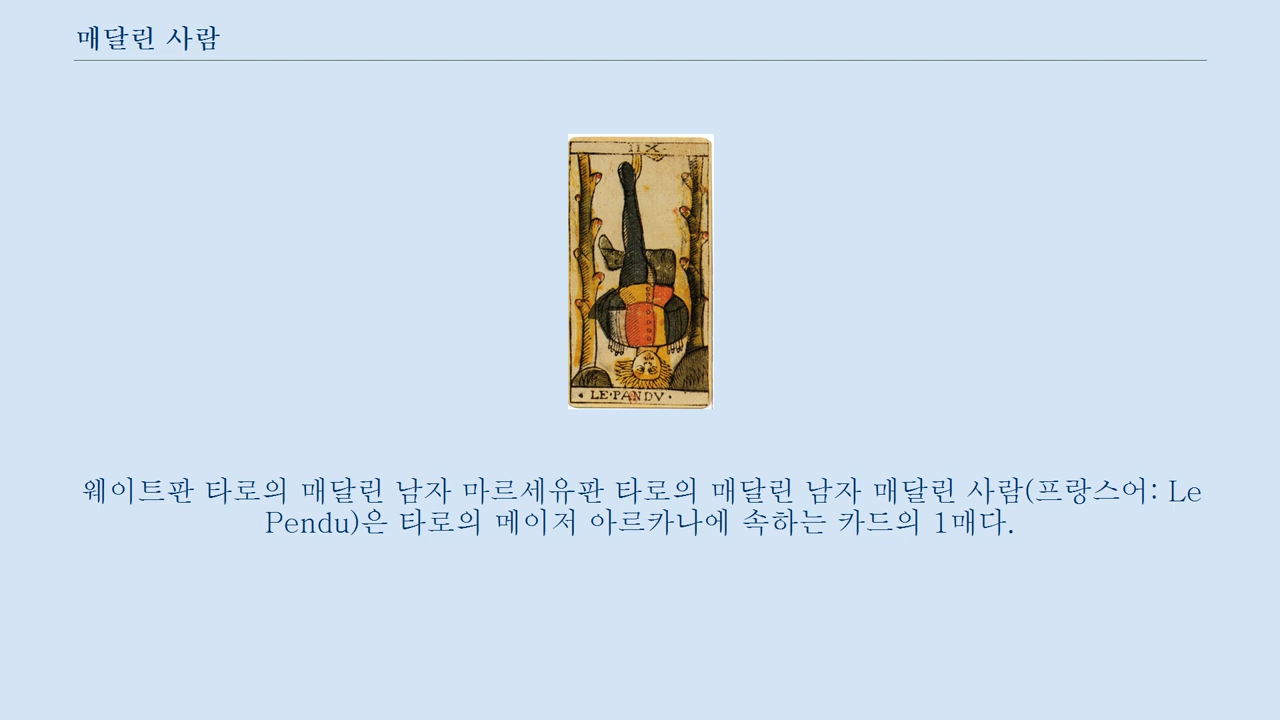 매달린 사람
IIX
LE·PANDV·
웨이트판 타로의 매달린 남자 마르세유판 타로의 매달린 남자 매달린 사람(프랑스어: Le
Pendu)은 타로의 메이저 아르카나에 속하는 카드의 1매다.